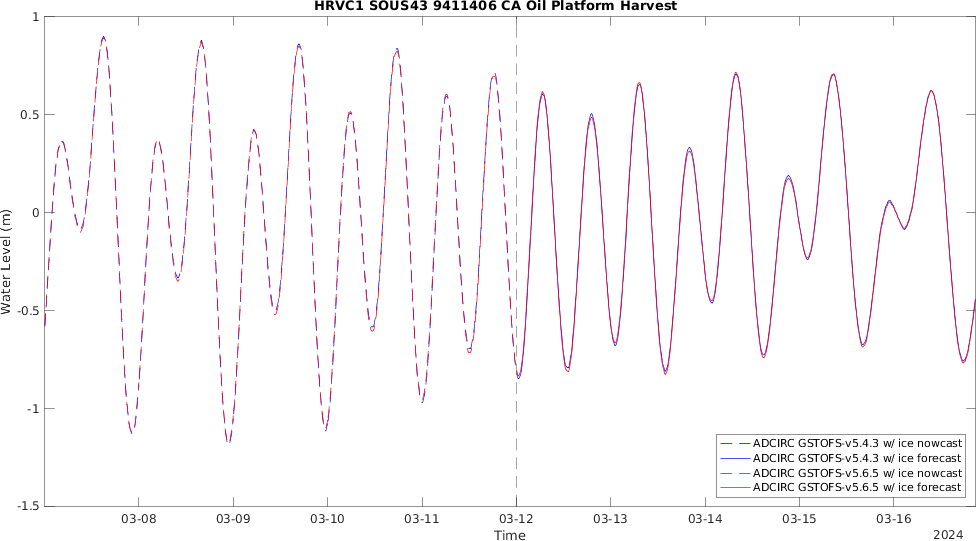 HRVC1 SOUS43 9411406 CA Oil Platform Harvest
1
0.5
0
-0.5
-1
-1.5
Water Level (m)
ADCIRC GSTOFS-v5.4.3 w/ ice nowcast
ADCIRC GSTOFS-v5.4.3 w/ ice forecast
ADCIRC GSTOFS-v5.6.5 w/ ice nowcast
ADCIRC GSTOFS-v5.6.5 w/ ice forecast
03-08 03-09 03-10 03-11 03-12 03-13 03-14 03-15 03-16
Time
2024